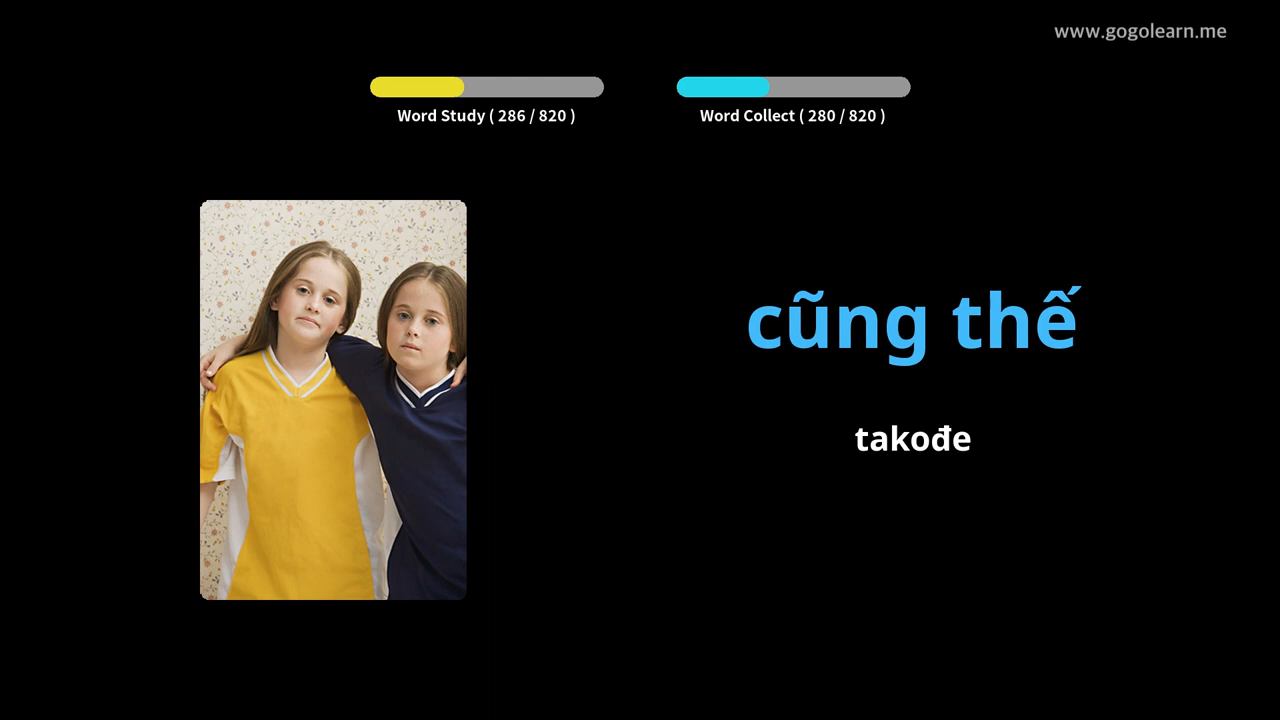 www.gogolearn.me
Word Study ( 286 / 820 )
Word Collect ( 280 / 820 )
cũng thế
takođe